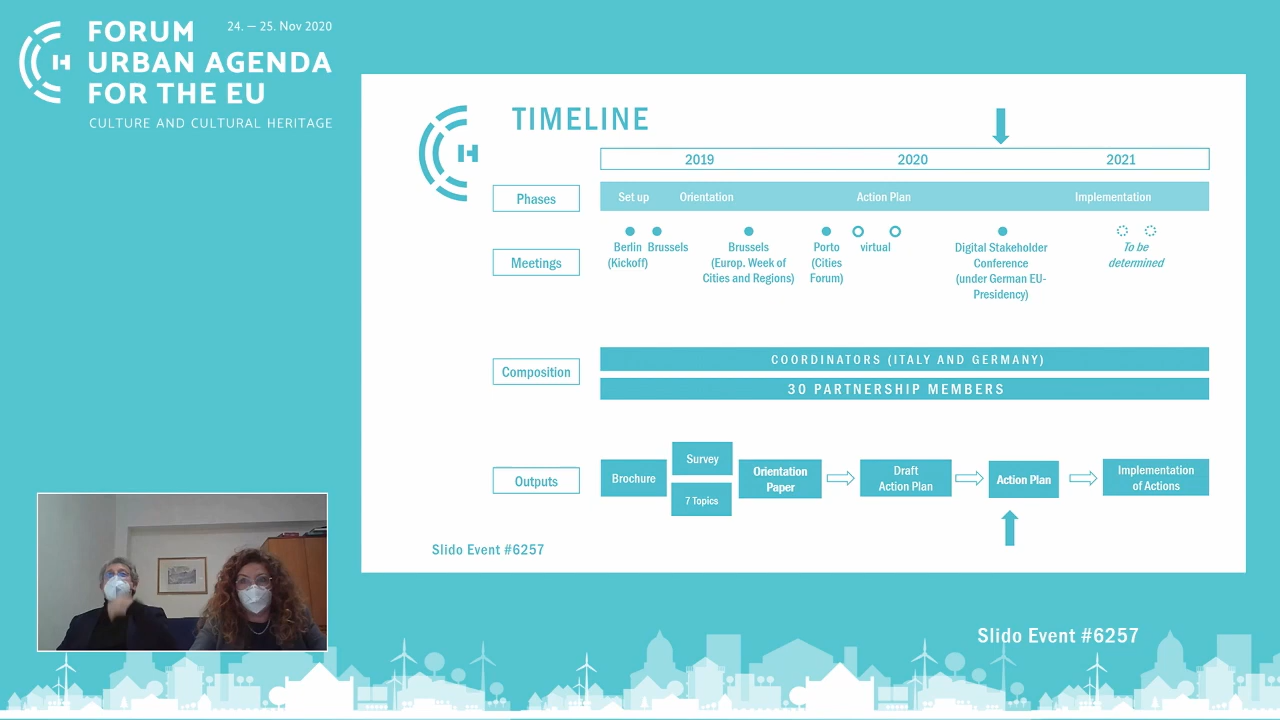 FORUM
24. – 25. Nov 2020
URBAN AGENDA
FOR THE EU
CULTURE AND CULTURAL HERITAGE
TIMELINE
2019
2020
2021
Phases
Set up
Orientation
Action Plan
Implementation
Meetings
Berlin
(Kickoff)
Brussels
Brussels
(Europ. Week of
Cities and Regions)
Porto
(Cities
Forum)
virtual
Digital Stakeholder
Conference
(under German EU-
Presidency)
To be
determined
Composition
COORDINATORS (ITALY AND GERMANY)
30 PARTNERSHIP MEMBERS
Outputs
Brochure
Survey
7 Topics
Orientation
Paper
Draft
Action Plan
Action Plan
Implementation
of Actions
Slido Event #6257
Slido Event #6257